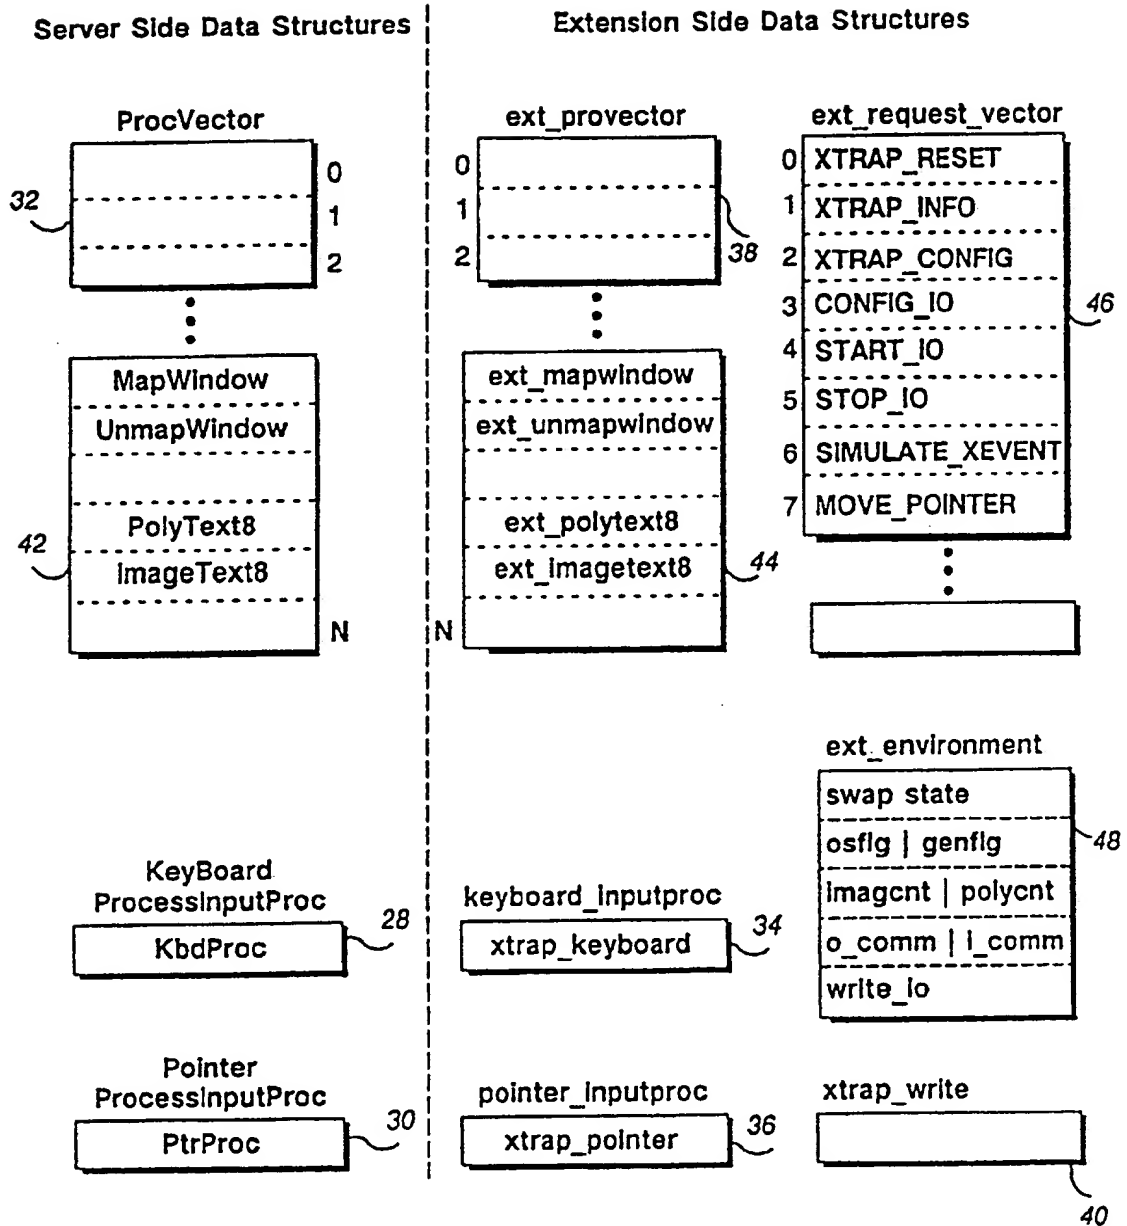 Server Side Data Structures
Extension Side Data Structures
ProcVector
ext_provector
ext_request_vector
32
0
1
2
0
1
2
38
0 XTRAP_RESET
1 XTRAP_INFO
2 XTRAP_CONFIG
3 CONFIG_IO
4 START_IO
5 STOP_IO
6 SIMULATE_XEVENT
7 MOVE_POINTER
46
MapWindow
UnmapWindow
PolyText8
ImageText8
42
N
ext_mapwindow
ext_unmapwindow
ext_polytext8
ext_imagetext8
44
N
ext_environment
swap state
osflg | genflg
imagcnt | polycnt
o_comm | i_comm
write_io
48
KeyBoard
ProcessInputProc
KbdProc
28
keyboard_inputproc
xtrap_keyboard
34
Pointer
ProcessInputProc
PtrProc
30
pointer_inputproc
xtrap_pointer
36
xtrap_write
40